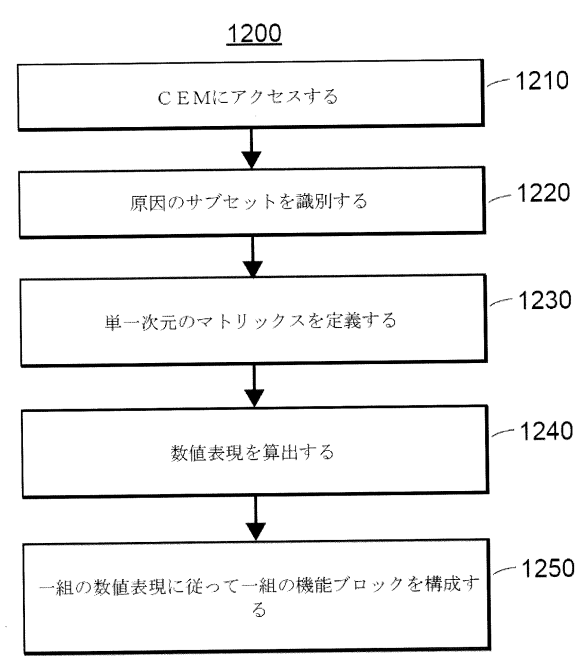 1200
ＣＥＭにアクセスする
1210
原因のサブセットを識別する
1220
単一次元のマトリックスを定義する
1230
数値表現を算出する
1240
一組の数値表現に従って一組の機能ブロックを構成す
る
1250